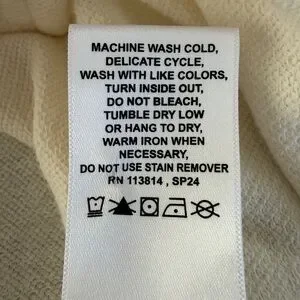 MACHINE WASH COLD,
DELICATE CYCLE,
WASH WITH LIKE COLORS,
TURN INSIDE OUT,
DO NOT BLEACH,
TUMBLE DRY LOW
OR HANG TO DRY,
WARM IRON WHEN
NECESSARY,
DO NOT USE STAIN REMOVER
RN 113814 , SP24